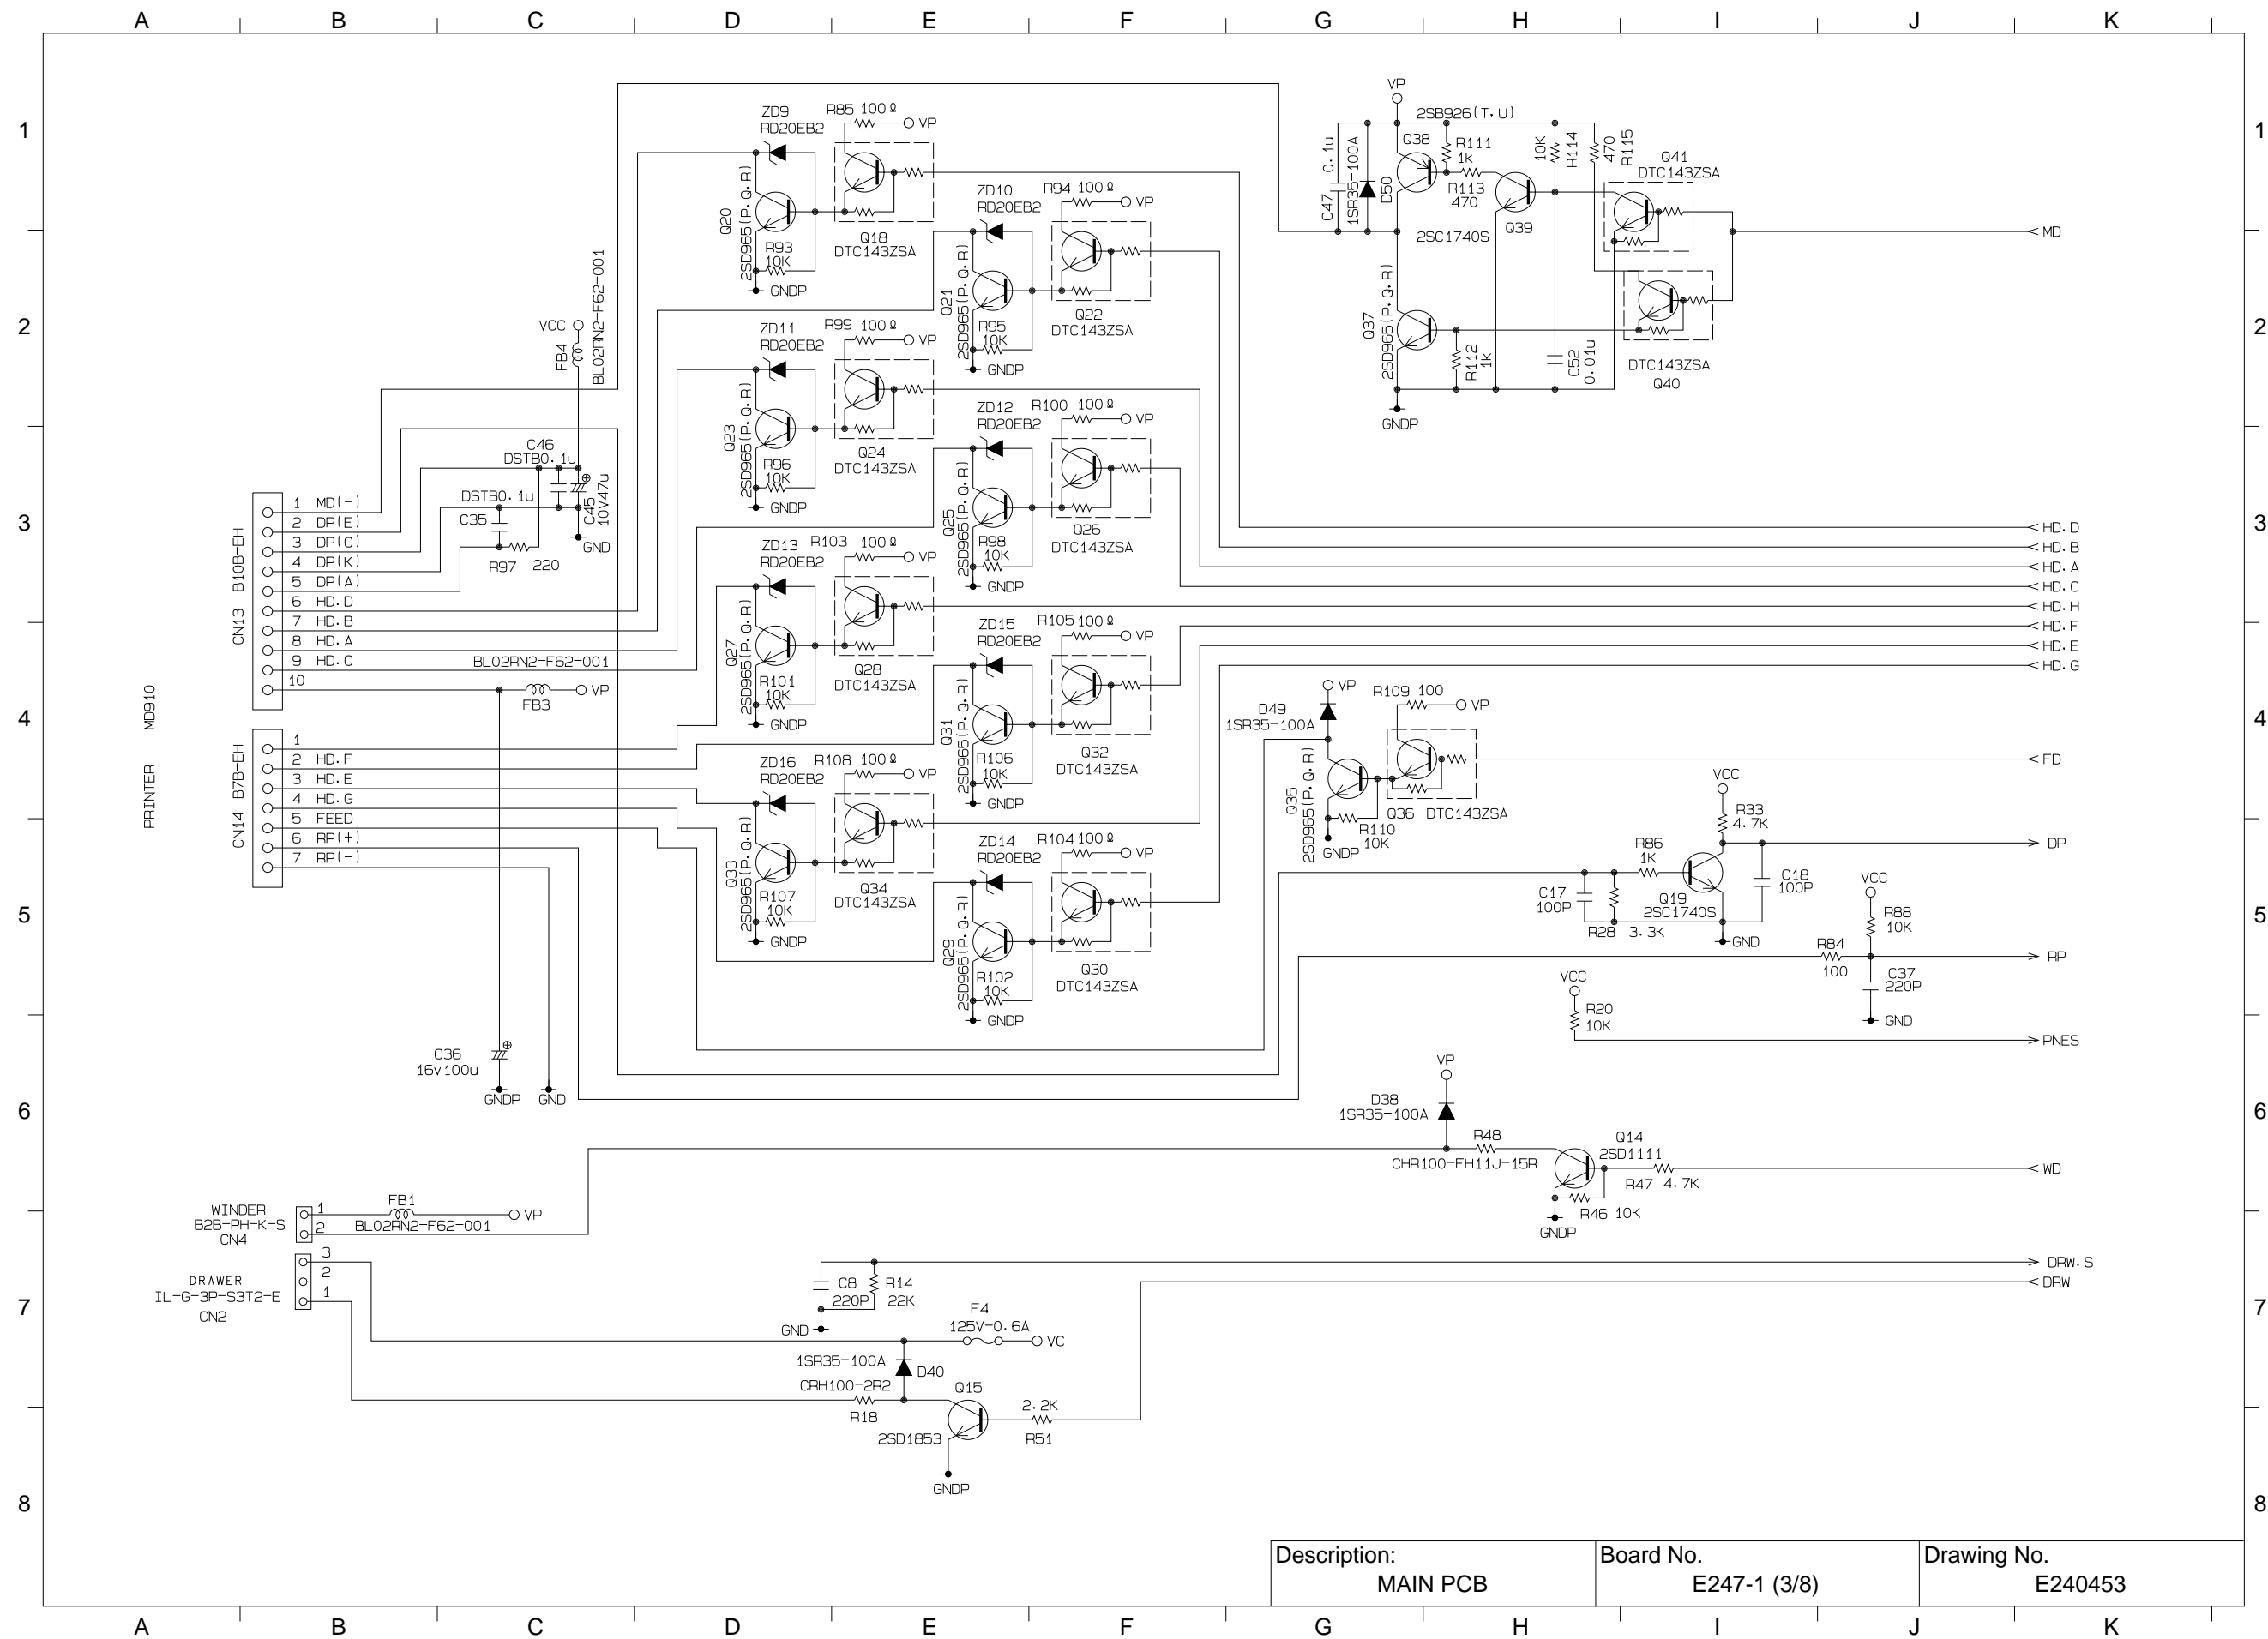 A B C D E F G H I J K
1 1
2 2
3 3
4 4
5 5
6 6
7 7
8 8
ZD9
RD20EB2
R85 100Ω
VP
Q20
2SD965(P.Q.R)
R93
10K
GNDP
Q18
DTC143ZSA
ZD10
RD20EB2
R94 100Ω
VP
Q21
2SD965(P.Q.R)
R95
10K
GNDP
Q22
DTC143ZSA
ZD11
RD20EB2
R99 100Ω
VP
Q23
2SD965(P.Q.R)
R96
10K
GNDP
Q24
DTC143ZSA
ZD12
RD20EB2
R100 100Ω
VP
Q25
2SD965(P.Q.R)
R98
10K
GNDP
Q26
DTC143ZSA
ZD13
RD20EB2
R103 100Ω
VP
Q27
2SD965(P.Q.R)
R101
10K
GNDP
Q28
DTC143ZSA
ZD15
RD20EB2
R105 100Ω
VP
Q31
2SD965(P.Q.R)
R106
10K
GNDP
Q32
DTC143ZSA
ZD16
RD20EB2
R108 100Ω
VP
Q33
2SD965(P.Q.R)
R107
10K
GNDP
Q34
DTC143ZSA
ZD14
RD20EB2
R104 100Ω
VP
Q29
2SD965(P.Q.R)
R102
10K
GNDP
Q30
DTC143ZSA
VP
2SB926(T.U)
Q38
C47 0.1u
1SR35-100A
D50
R111
1k
R113
470
10K
R114
470
R115
Q41
DTC143ZSA
2SC1740S
Q39
MD
Q37
2SD965(P.Q.R)
R112
1k
C52
0.01u
DTC143ZSA
Q40
GNDP
VCC
FB4
BL02RN2-F62-001
C46
DSTB0.1u
DSTB0.1u
C35
C45
10V47u
GND
R97 220
PRINTER MD910
CN13 B10B-EH
1 MD(-)
2 DP(E)
3 DP(C)
4 DP(K)
5 DP(A)
6 HD.D
7 HD.B
8 HD.A
9 HD.C
10
BL02RN2-F62-001
FB3
VP
CN14 B7B-EH
1
2 HD.F
3 HD.E
4 HD.G
5 FEED
6 RP(+)
7 RP(-)
C36
16v100u
GNDP
GND
HD.D
HD.B
HD.A
HD.C
HD.H
HD.F
HD.E
HD.G
VP
D49
1SR35-100A
R109 100
VP
Q35
2SD965(P.Q.R)
R110
10K
GNDP
Q36 DTC143ZSA
FD
VCC
R33
4.7K
DP
R86
1K
C17
100P
R28 3.3K
Q19
2SC1740S
C18
100P
GND
VCC
R88
10K
R84
100
RP
C37
220P
GND
VCC
R20
10K
PNES
VP
D38
1SR35-100A
R48
CHR100-FH11J-15R
Q14
2SD1111
R47 4.7K
WD
R46 10K
GNDP
WINDER
B2B-PH-K-S
CN4
1
2
FB1
BL02RN2-F62-001
VP
DRAWER
IL-G-3P-S3T2-E
CN2
3
2
1
C8
220P
R14
22K
GND
DRW.S
DRW
F4
125V-0.6A
VC
1SR35-100A
D40
CRH100-2R2
R18
Q15
2SD1853
2.2K
R51
GNDP
Description: Board No. Drawing No.
MAIN PCB E247-1 (3/8) E240453
A B C D E F G H I J K